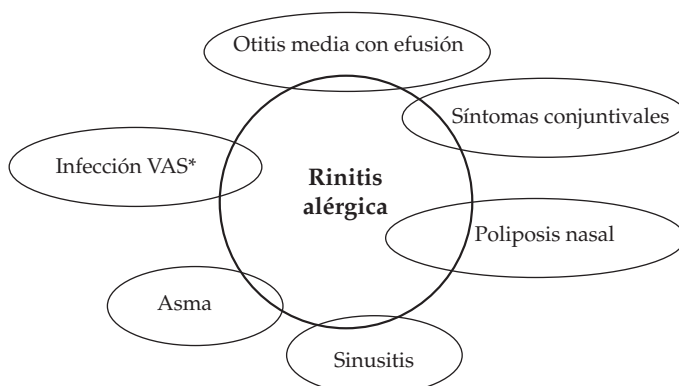 Otitis media con efusión
Síntomas conjuntivales
Infección VAS*
Rinitis
alérgica
Poliposis nasal
Asma
Sinusitis